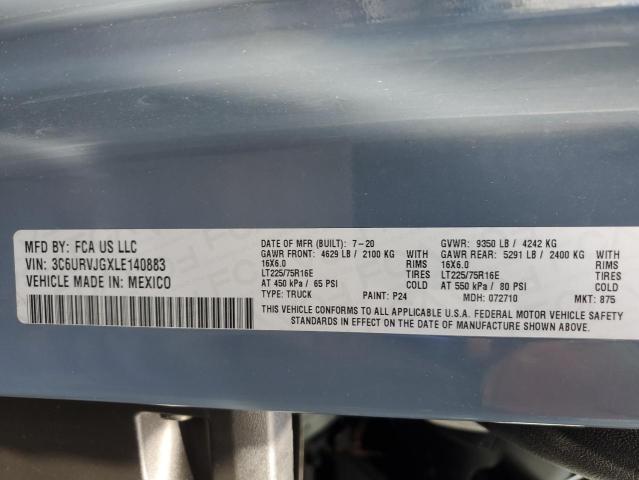 MFD BY: FCA US LLC
VIN: 3C6URVJGXLE140883
VEHICLE MADE IN: MEXICO
DATE OF MFR (BUILT): 7-20 GVWR: 9350 LB / 4242 KG
GAWR FRONT: 4629 LB / 2100 KG WITH GAWR REAR: 5291 LB / 2400 KG WITH
16X6.0 RIMS 16X6.0 RIMS
LT225/75R16E LT225/75R16E
AT 450 kPa / 65 PSI COLD AT 550 kPa / 80 PSI COLD
TYPE: TRUCK PAINT: P24 MDH: 072710 MKT: 875
THIS VEHICLE CONFORMS TO ALL APPLICABLE U.S.A. FEDERAL MOTOR VEHICLE SAFETY
STANDARDS IN EFFECT ON THE DATE OF MANUFACTURE SHOWN ABOVE.